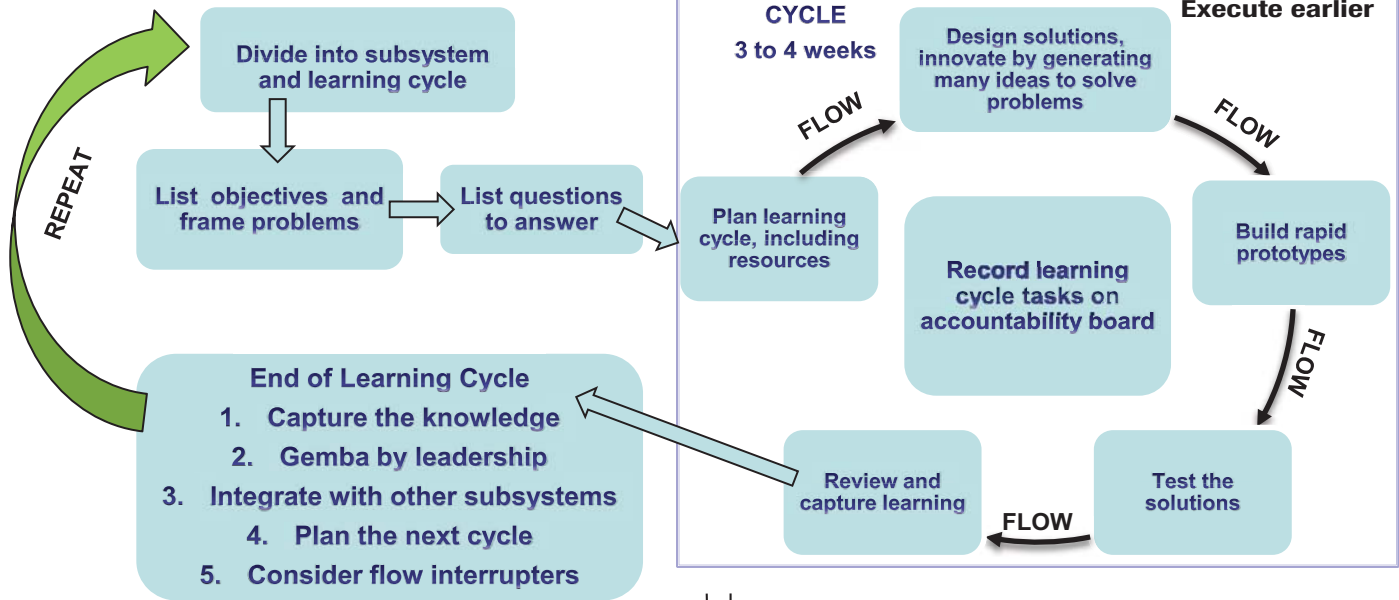 Divide into subsystem
and learning cycle
List objectives and
frame problems
List questions
to answer
REPEAT
End of Learning Cycle
1. Capture the knowledge
2. Gemba by leadership
3. Integrate with other subsystems
4. Plan the next cycle
5. Consider flow interrupters
CYCLE
3 to 4 weeks
Execute earlier
Plan learning
cycle, including
resources
FLOW
Design solutions,
innovate by generating
many ideas to solve
problems
FLOW
Build rapid
prototypes
FLOW
Test the
solutions
FLOW
Review and
capture learning
Record learning
cycle tasks on
accountability board